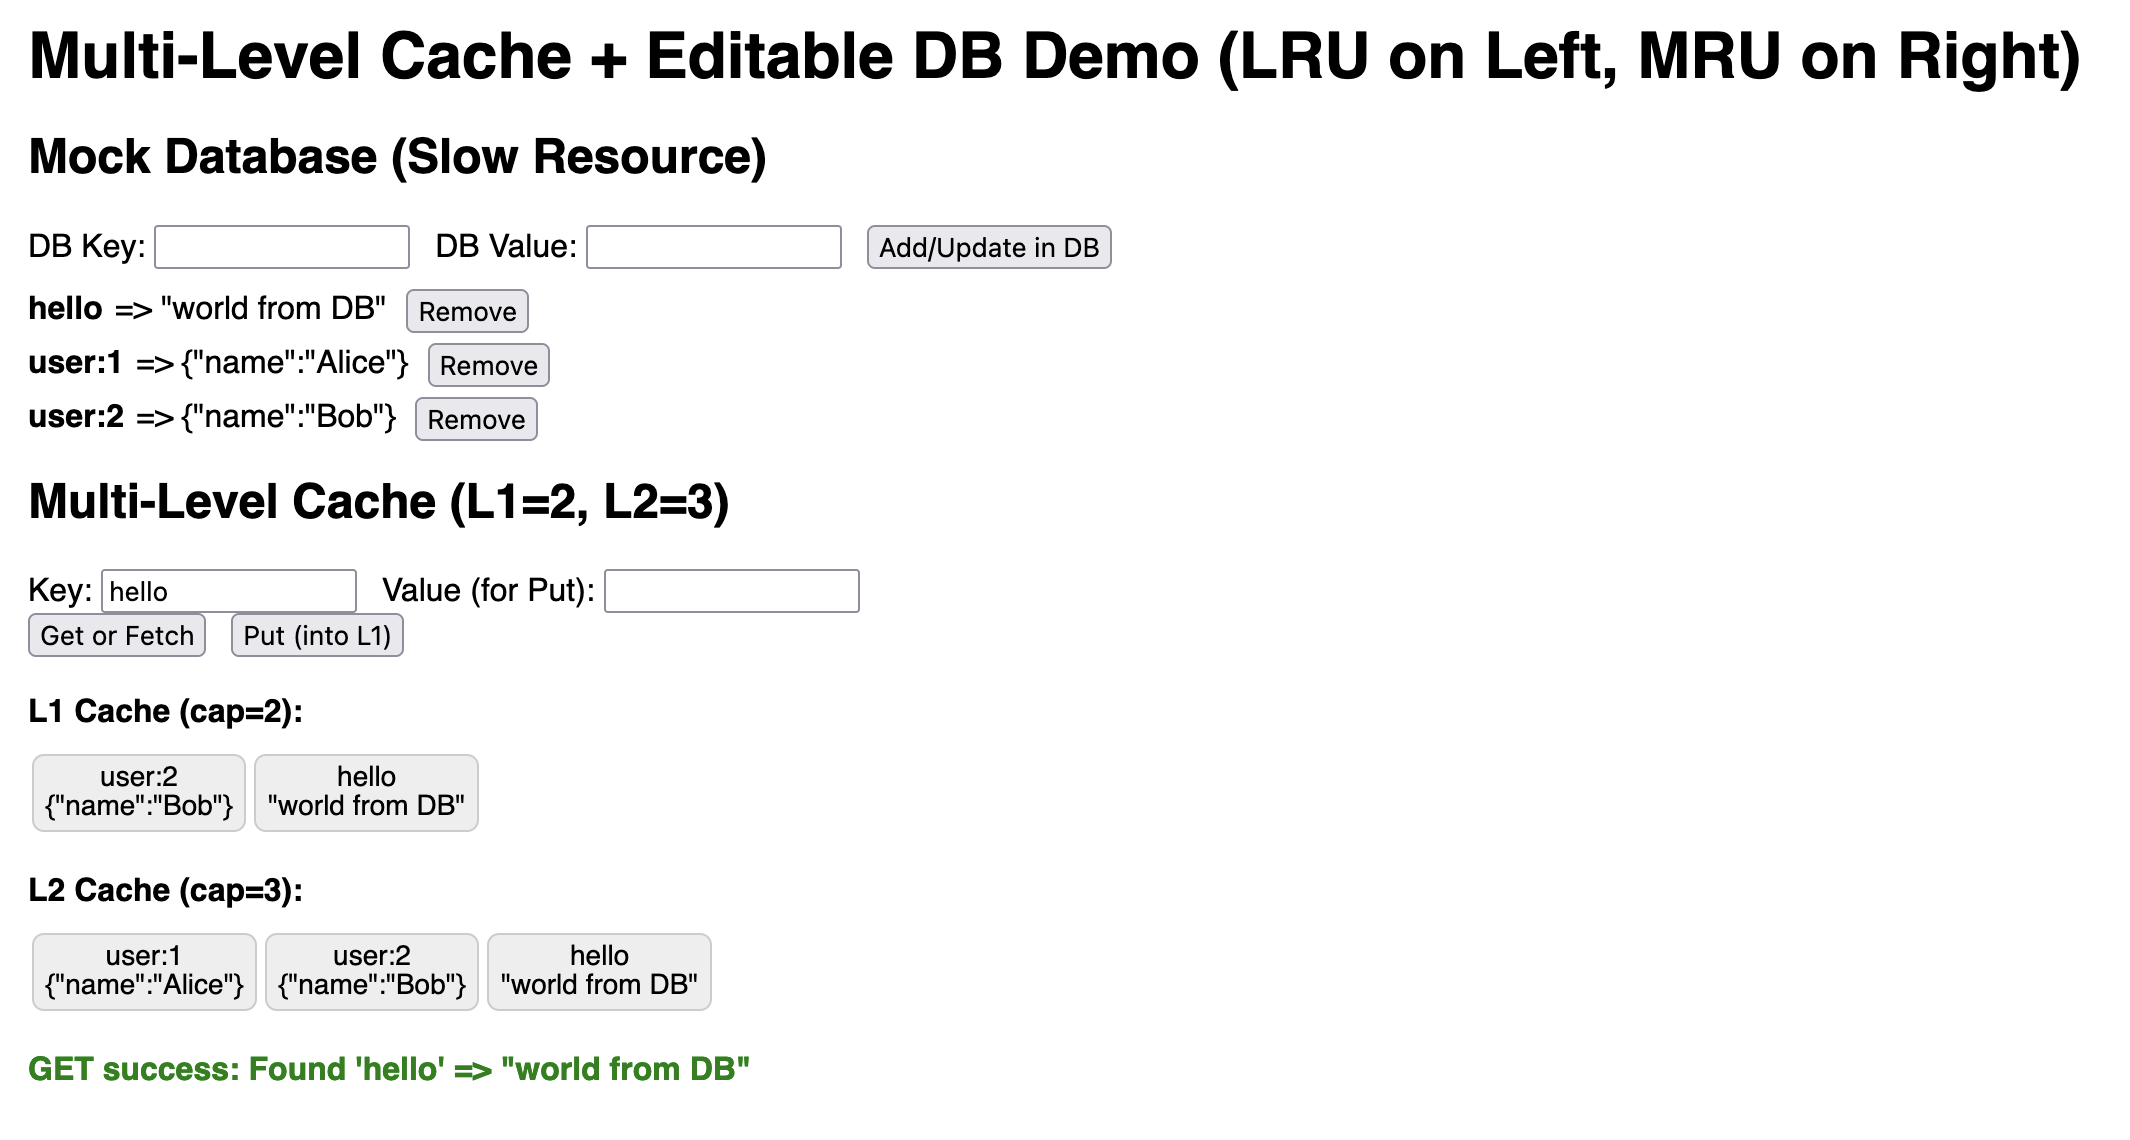 Multi-Level Cache + Editable DB Demo (LRU on Left, MRU on Right)
Mock Database (Slow Resource)
DB Key: DB Value: Add/Update in DB
hello => "world from DB" Remove
user:1 => {"name":"Alice"} Remove
user:2 => {"name":"Bob"} Remove
Multi-Level Cache (L1=2, L2=3)
Key: hello Value (for Put):
Get or Fetch Put (into L1)
L1 Cache (cap=2):
user:2 hello
{"name":"Bob"} "world from DB"
L2 Cache (cap=3):
user:1 user:2 hello
{"name":"Alice"} {"name":"Bob"} "world from DB"
GET success: Found 'hello' => "world from DB"